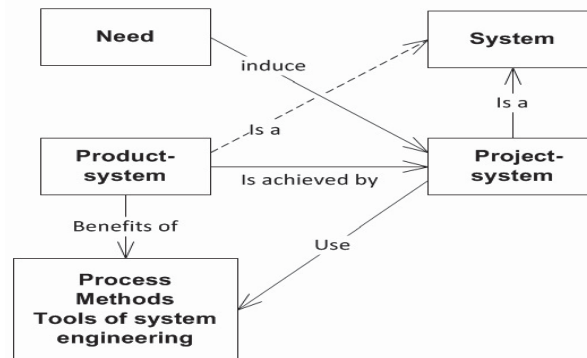 Need
System
induce
Is a
Is a
Product-
system
Is achieved by
Project-
system
Benefits of
Use
Process
Methods
Tools of system
engineering